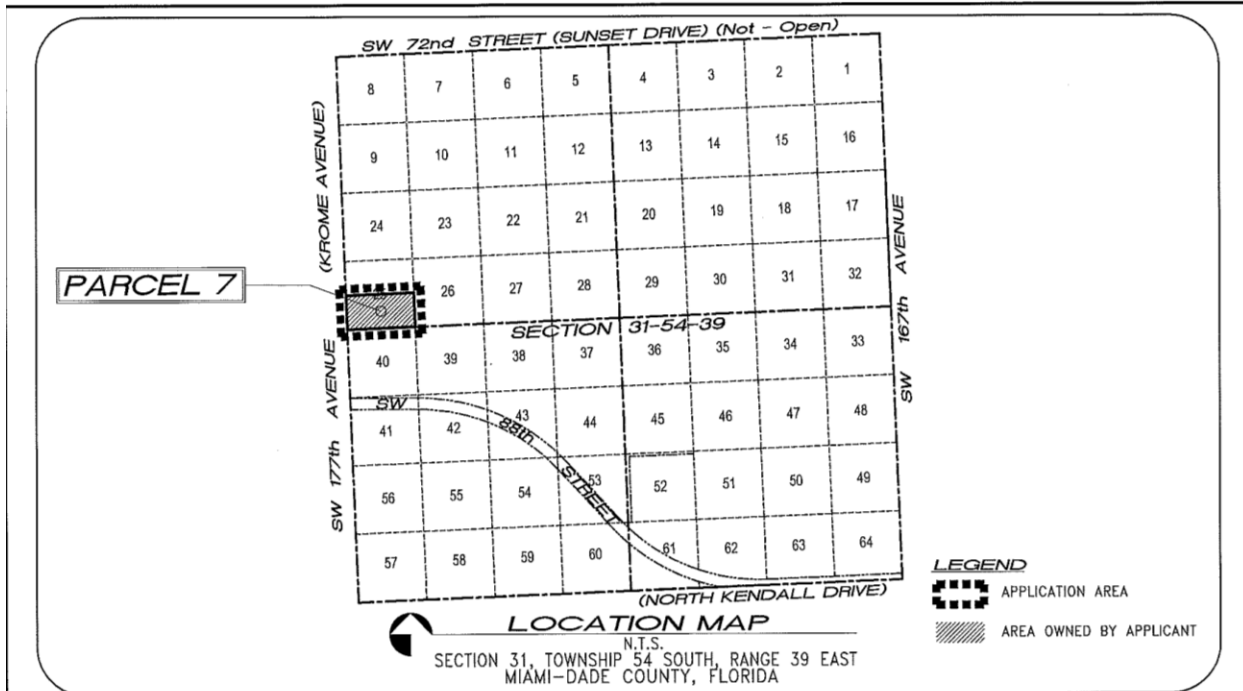 SW 72nd STREET (SUNSET DRIVE) (Not - Open)
8 7 6 5 4 3 2 1
(KROME AVENUE)
9 10 11 12 13 14 15 16
24 23 22 21 20 19 18 17
PARCEL 7
26 27 28 29 30 31 32
SECTION 31-54-39
SW 167th AVENUE
40 39 38 37 36 35 34 33
SW 177th AVENUE
SW 88th STREET
41 42 43 44 45 46 47 48
56 55 54 53 52 51 50 49
57 58 59 60 61 62 63 64
(NORTH KENDALL DRIVE)
LEGEND
APPLICATION AREA
AREA OWNED BY APPLICANT
LOCATION MAP
N.T.S.
SECTION 31, TOWNSHIP 54 SOUTH, RANGE 39 EAST
MIAMI-DADE COUNTY, FLORIDA